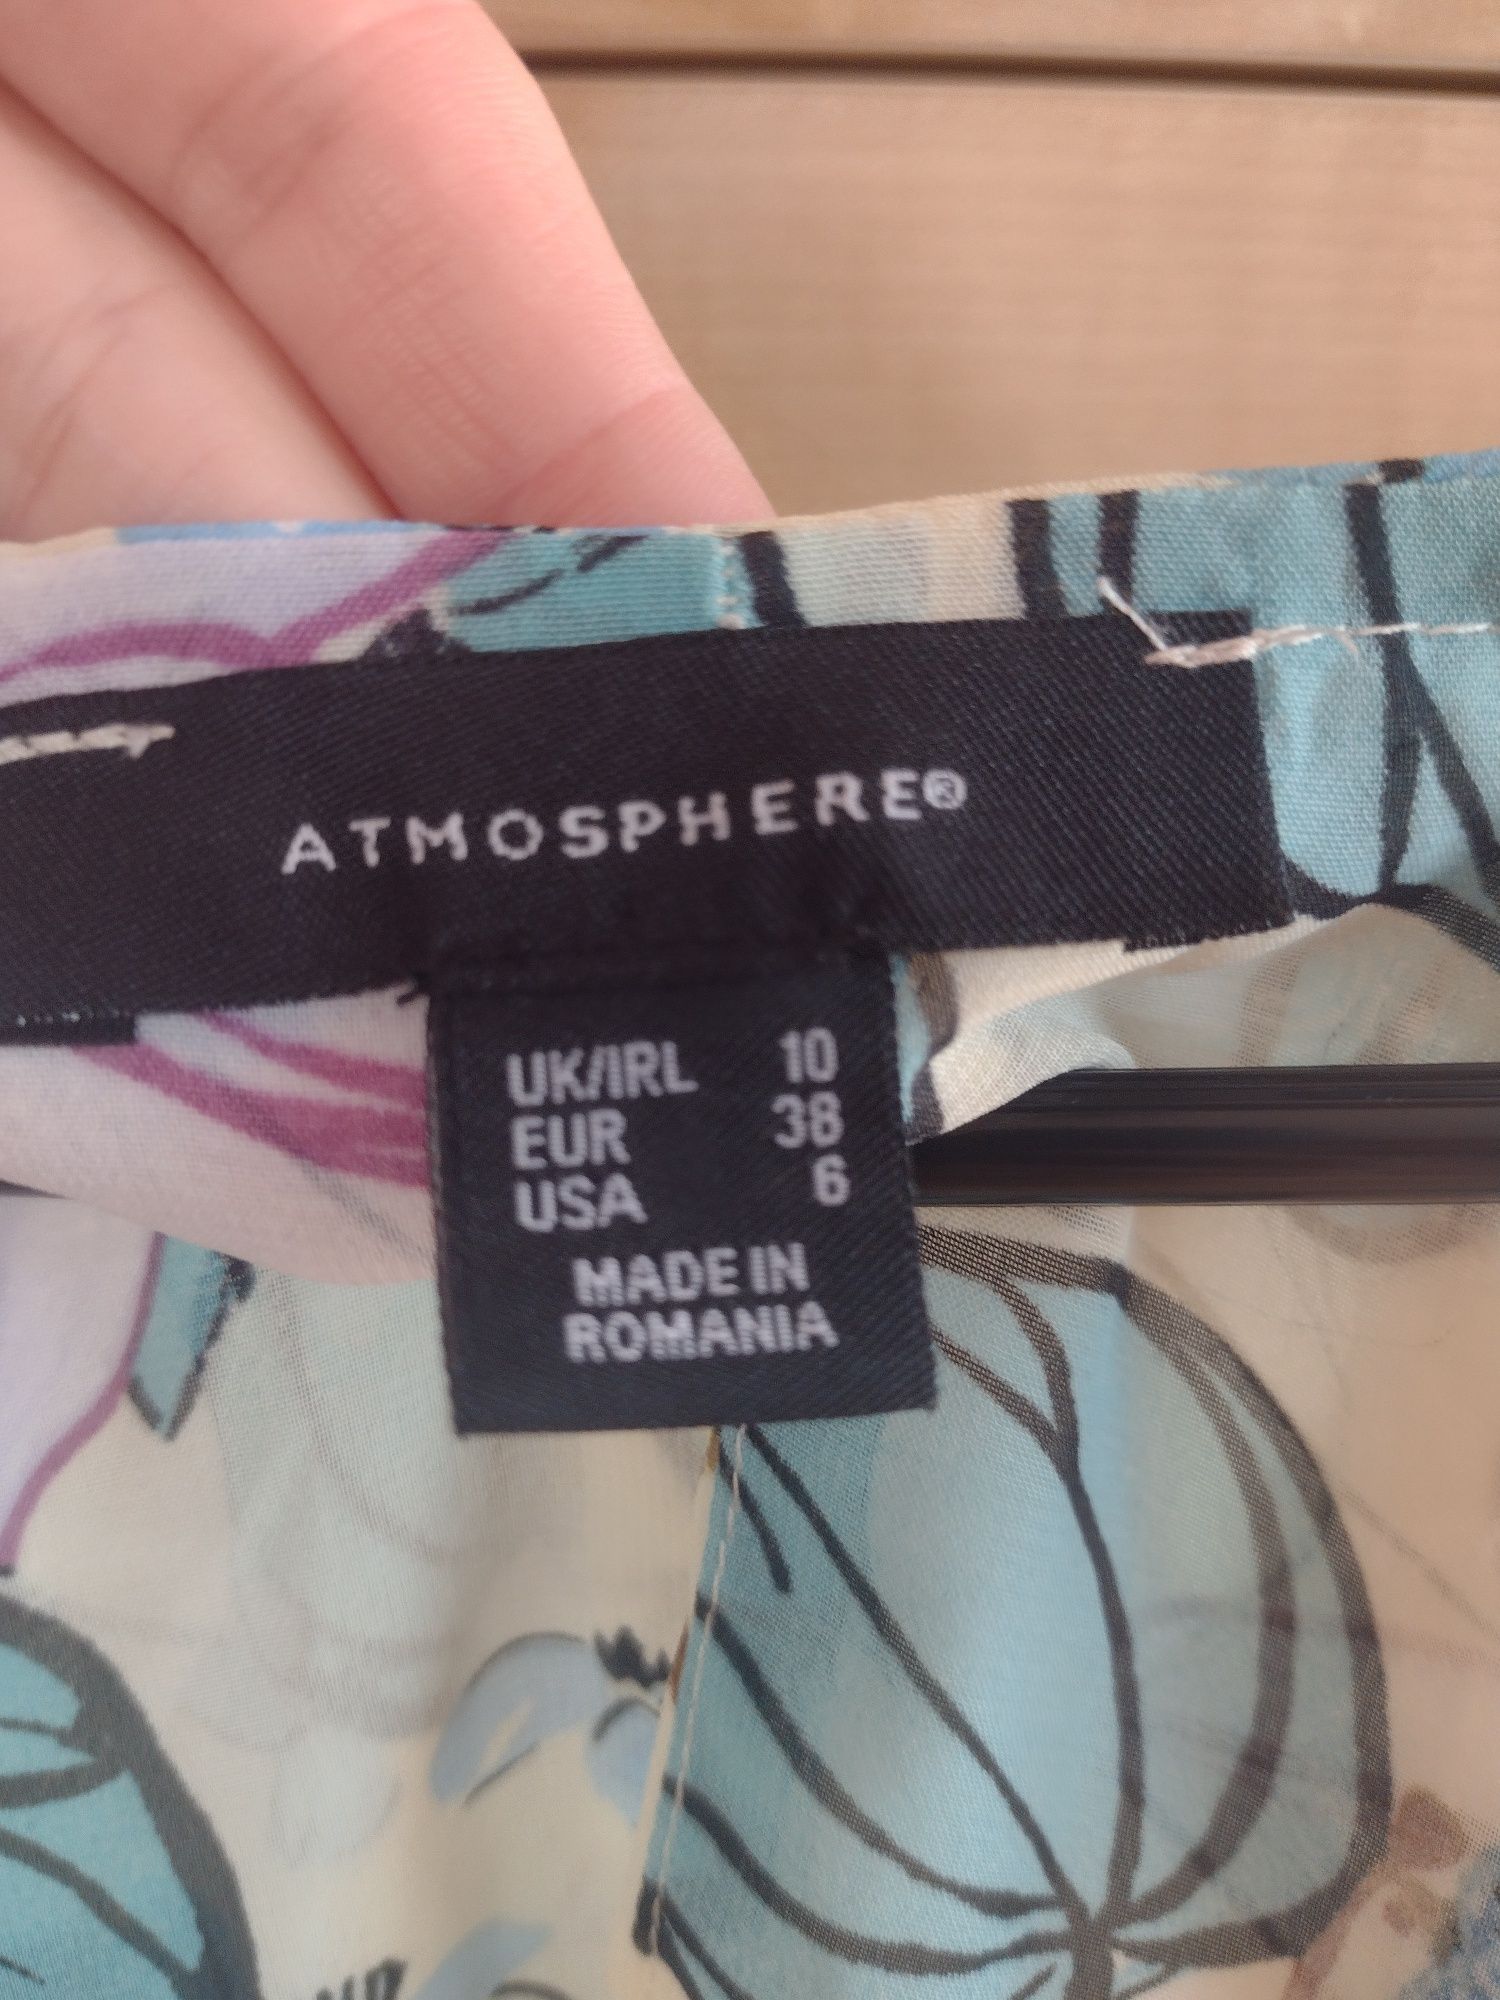 ATMOSPHERE®
UK/IRL 10
EUR 38
USA 6
MADE IN
ROMANIA